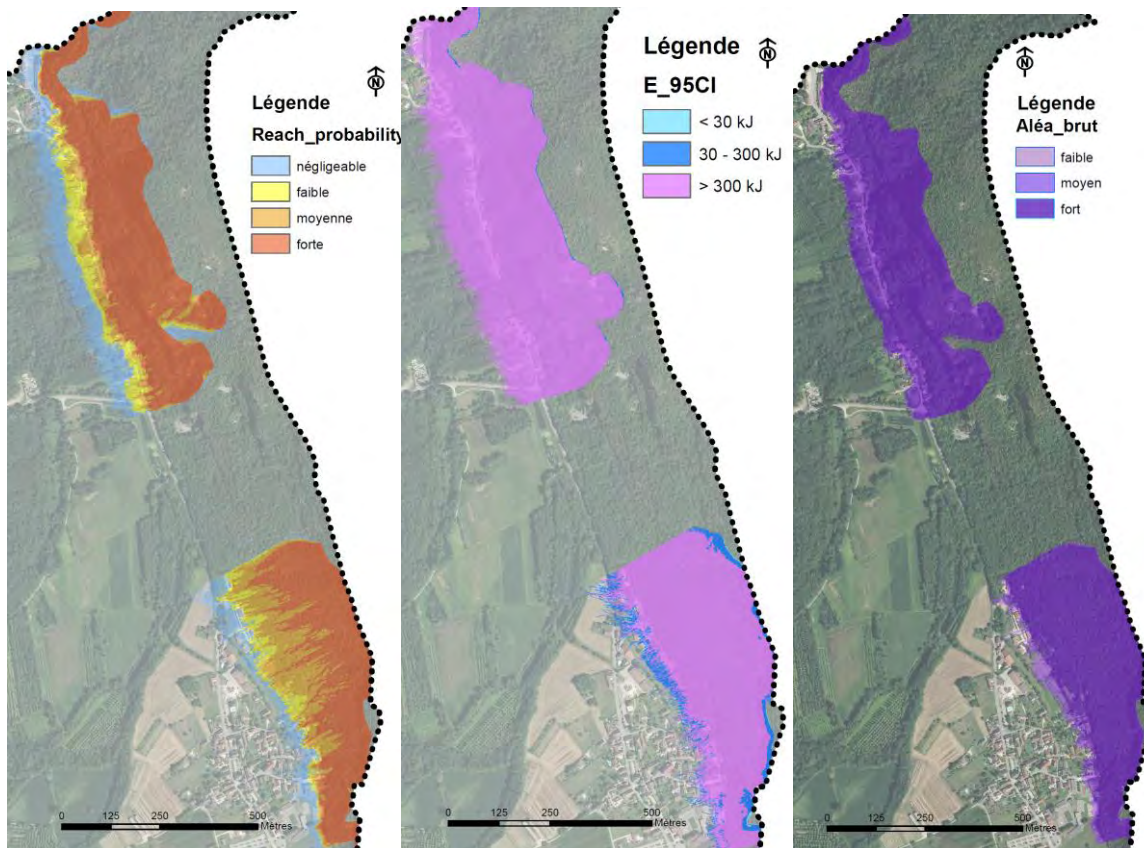 Légende
Reach_probability
négligeable
faible
moyenne
forte
N
0 125 250 500
Mètres
Légende
E_95CI
< 30 kJ
30 - 300 kJ
> 300 kJ
N
0 125 250 500
Mètres
Légende
Aléa_brut
faible
moyen
fort
N
0 125 250 500
Mètres